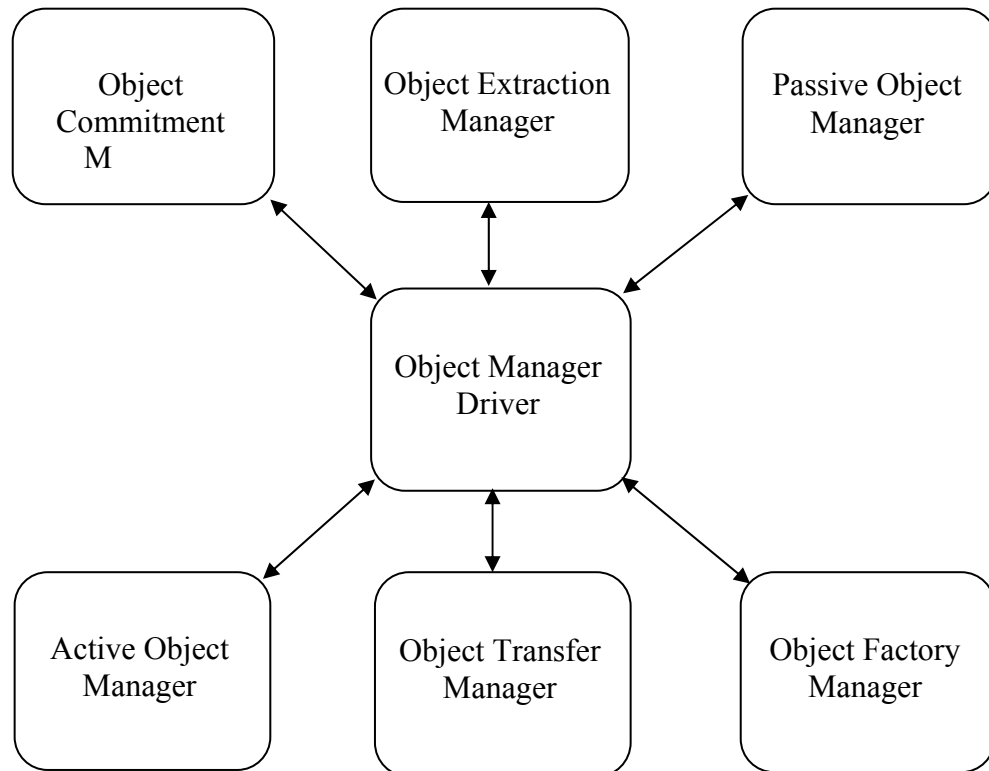 Object
Commitment
M
Object Extraction
Manager
Passive Object
Manager
Object Manager
Driver
Active Object
Manager
Object Transfer
Manager
Object Factory
Manager